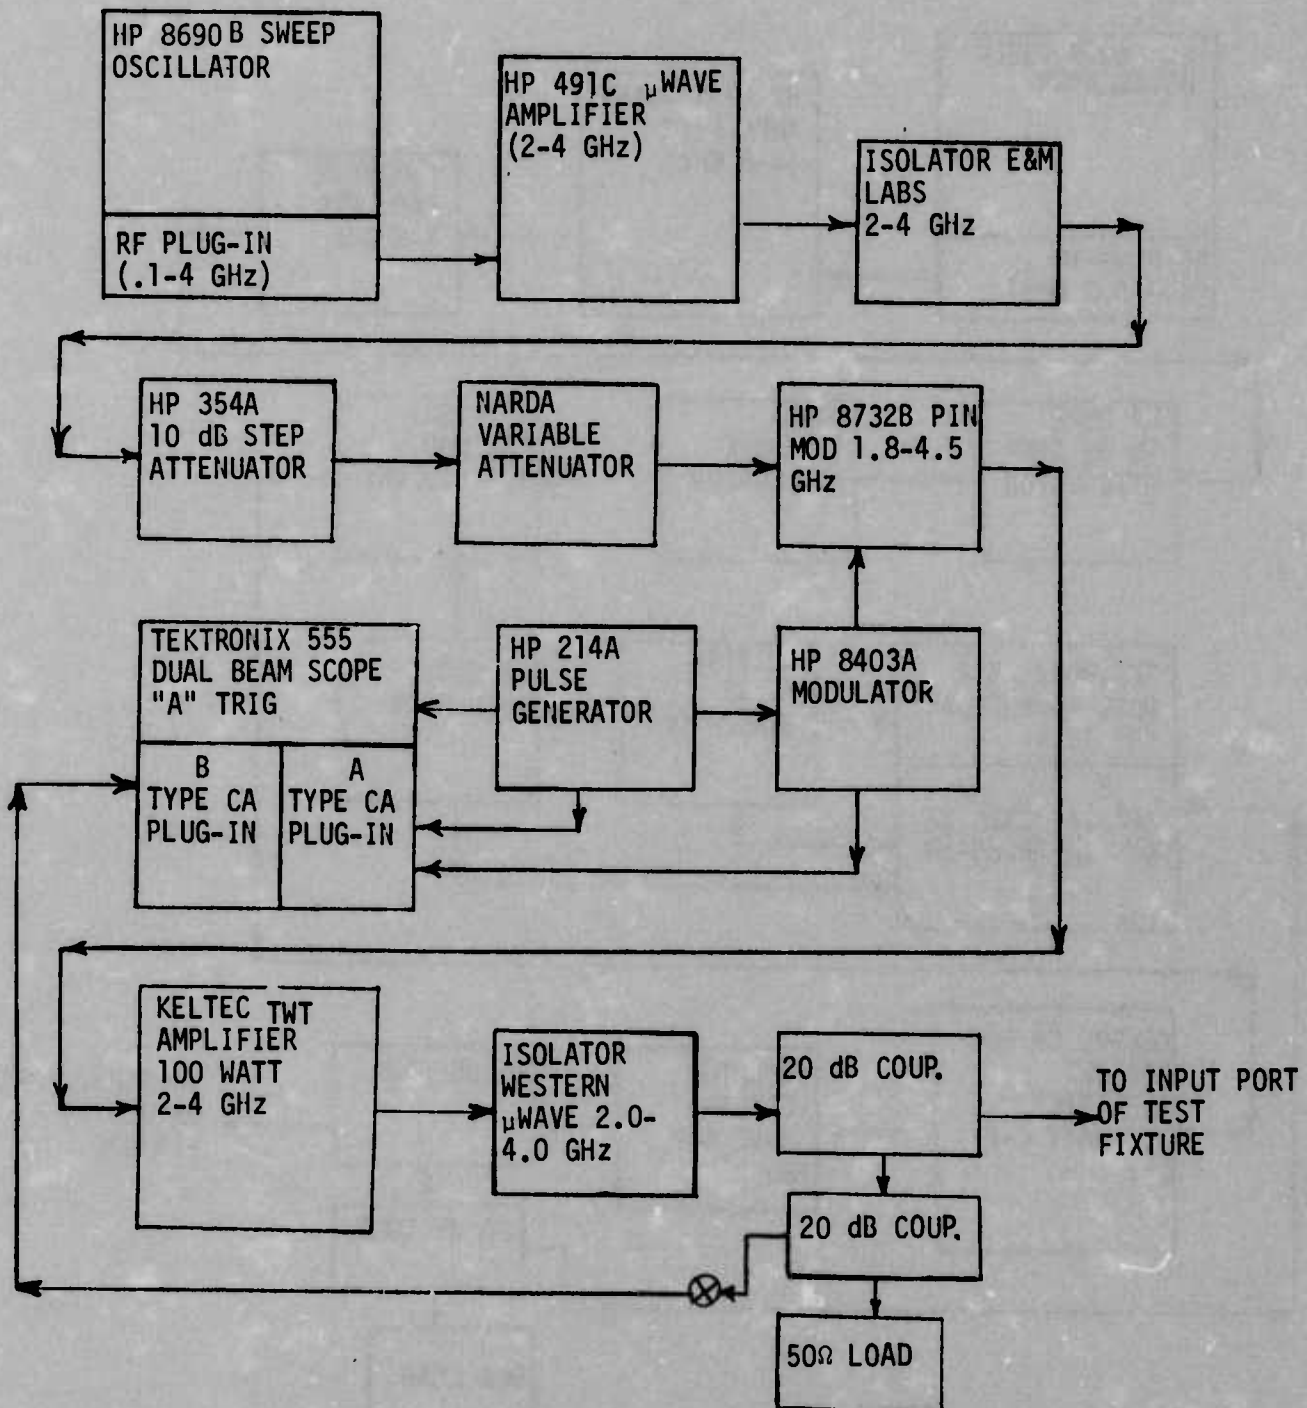 HP 8690B SWEEP
OSCILLATOR
RF PLUG-IN
(.1-4 GHz)
HP 491C μWAVE
AMPLIFIER
(2-4 GHz)
ISOLATOR E&M
LABS
2-4 GHz
HP 354A
10 dB STEP
ATTENUATOR
NARDA
VARIABLE
ATTENUATOR
HP 8732B PIN
MOD 1.8-4.5
GHz
TEKTRONIX 555
DUAL BEAM SCOPE
"A" TRIG
B
TYPE CA
PLUG-IN
A
TYPE CA
PLUG-IN
HP 214A
PULSE
GENERATOR
HP 8403A
MODULATOR
KELTEC TWT
AMPLIFIER
100 WATT
2-4 GHz
ISOLATOR
WESTERN
μWAVE 2.0-
4.0 GHz
20 dB COUP.
TO INPUT PORT
OF TEST
FIXTURE
20 dB COUP.
50Ω LOAD